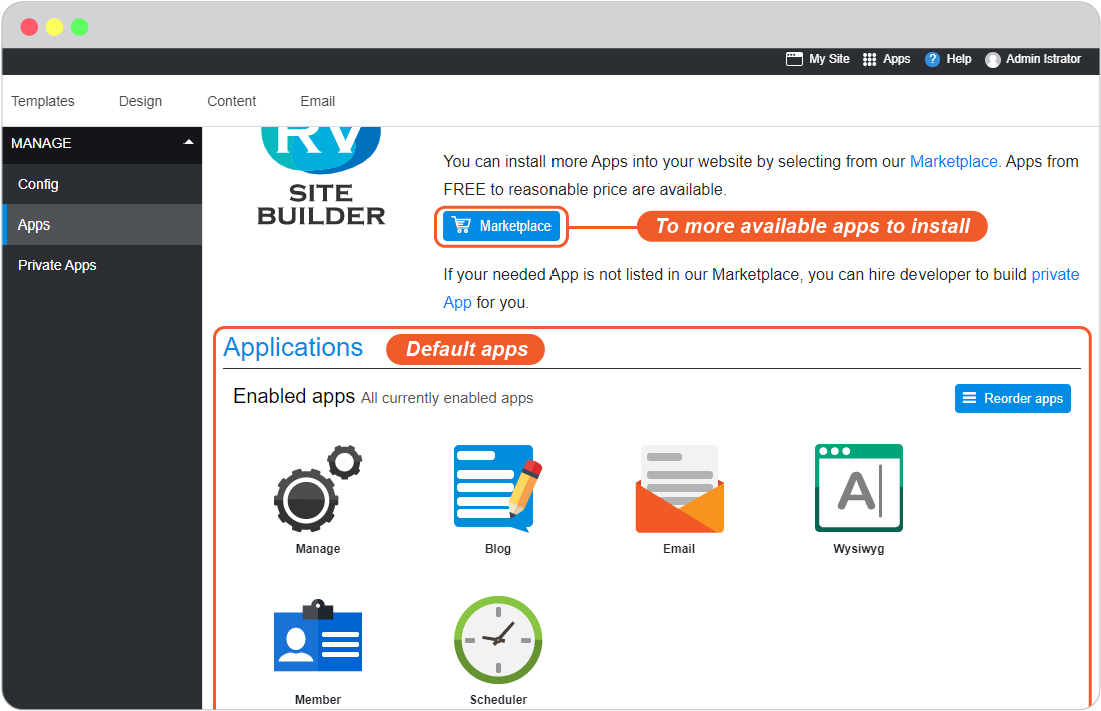 My Site Apps ? Help Admin Istrator
Templates Design Content Email
MANAGE
Config
Apps
Private Apps
RV
SITE
BUILDER
You can install more Apps into your website by selecting from our Marketplace. Apps from
FREE to reasonable price are available.
Marketplace
To more available apps to install
If your needed App is not listed in our Marketplace, you can hire developer to build private
App for you.
Applications
Default apps
Enabled apps All currently enabled apps
Reorder apps
A
Manage Blog Email Wysiwyg
Member Scheduler